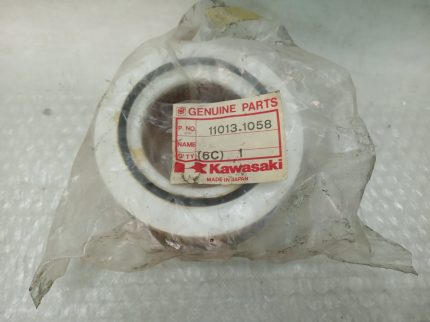 GENUINE PARTS
P. NO. 11013-1058
NAME
Q'TY (6C) 1
Kawasaki
MADE IN JAPAN